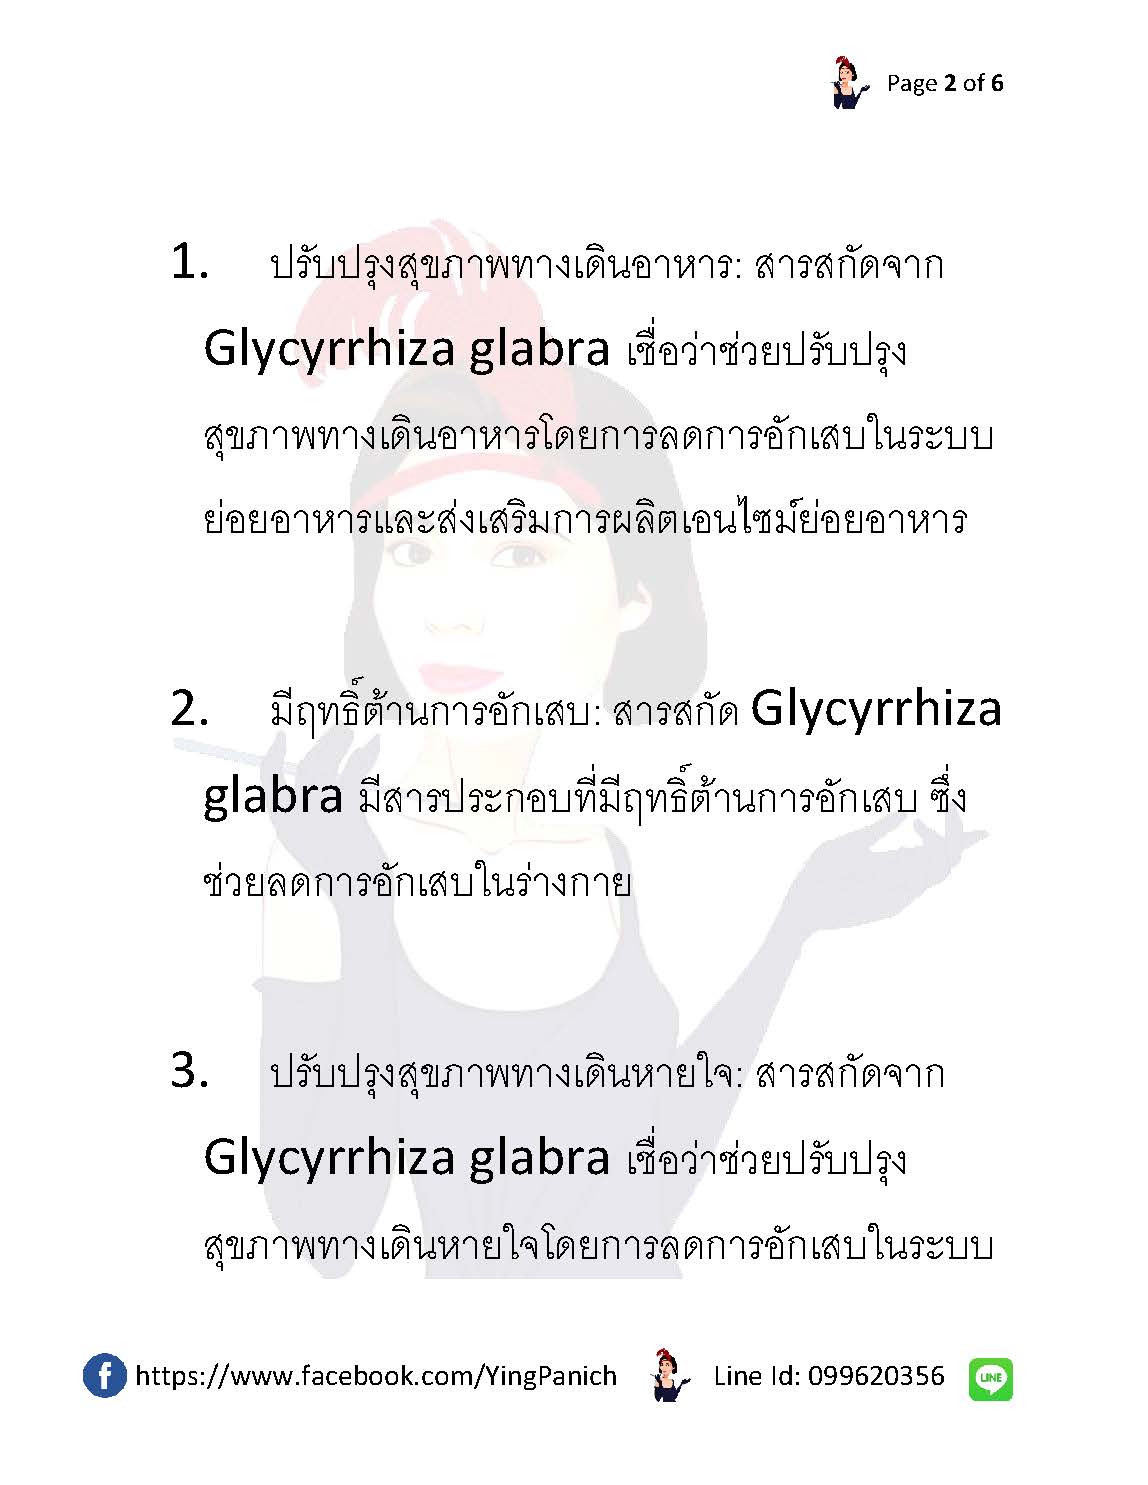 Page 2 of 6
1. ปรับปรุงสุขภาพทางเดินอาหาร: สารสกัดจาก
Glycyrrhiza glabra เชื่อว่าช่วยปรับปรุง
สุขภาพทางเดินอาหารโดยการลดการอักเสบในระบบ
ย่อยอาหารและส่งเสริมการผลิตเอนไซม์ย่อยอาหาร
2. มีฤทธิ์ต้านการอักเสบ: สารสกัด Glycyrrhiza
glabra มีสารประกอบที่มีฤทธิ์ต้านการอักเสบ ซึ่ง
ช่วยลดการอักเสบในร่างกาย
3. ปรับปรุงสุขภาพทางเดินหายใจ: สารสกัดจาก
Glycyrrhiza glabra เชื่อว่าช่วยปรับปรุง
สุขภาพทางเดินหายใจโดยการลดการอักเสบในระบบ
f https://www.facebook.com/YingPanich Line Id: 099620356 LINE